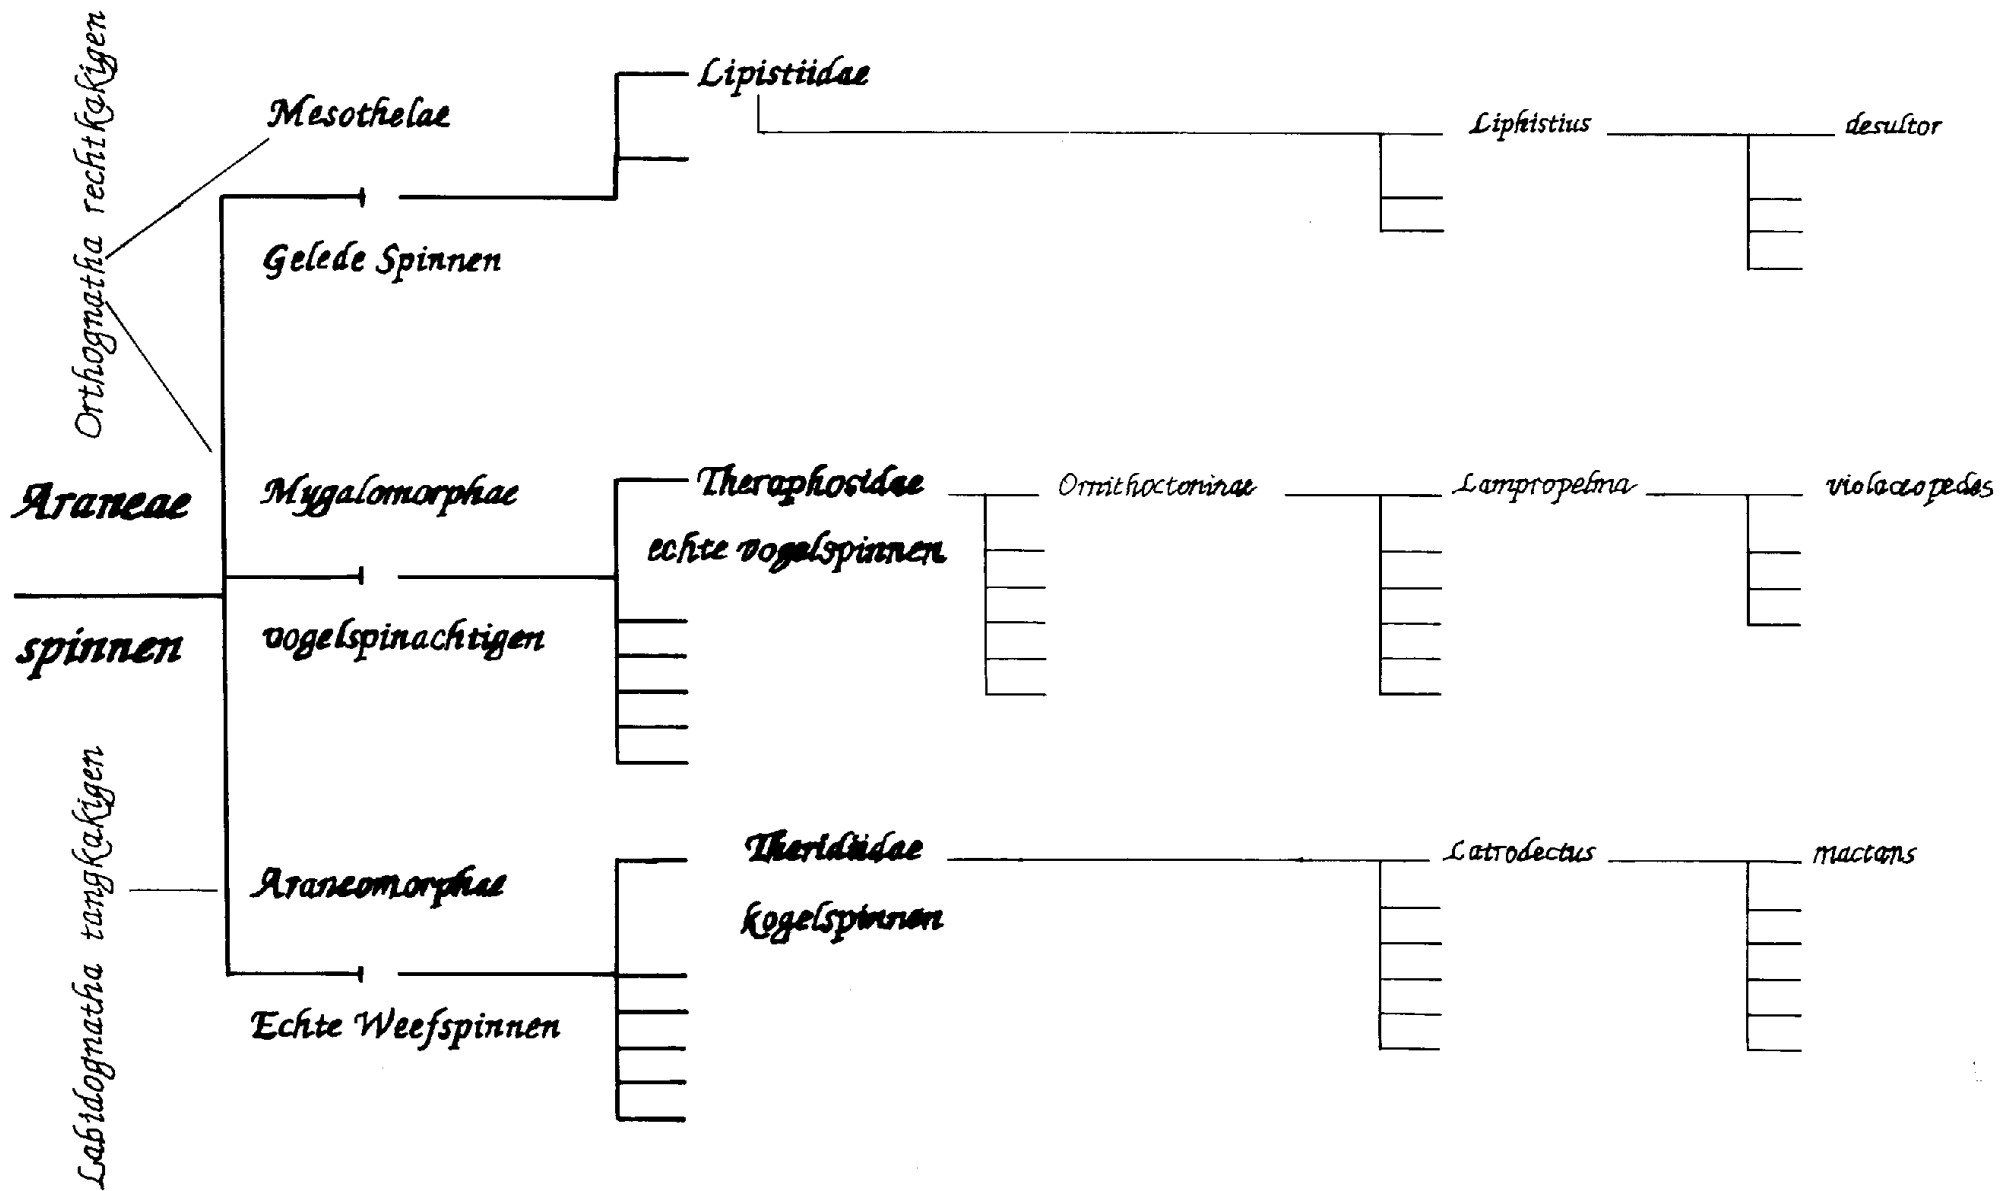 Orthognatha rechtkakigen
Lipistiidae
Mesothelae
Liphistius
desultor
Gelede Spinnen
Araneae
Mygalomorphae
Theraphosidae
Ornithoctoninae
Lampropelma
violaceopedes
echte vogelspinnen
spinnen
vogelspinachtigen
Labidognatha tangkakigen
Araneomorphae
Theridiidae
Latrodectus
mactans
kogelspinnen
Echte Weefspinnen